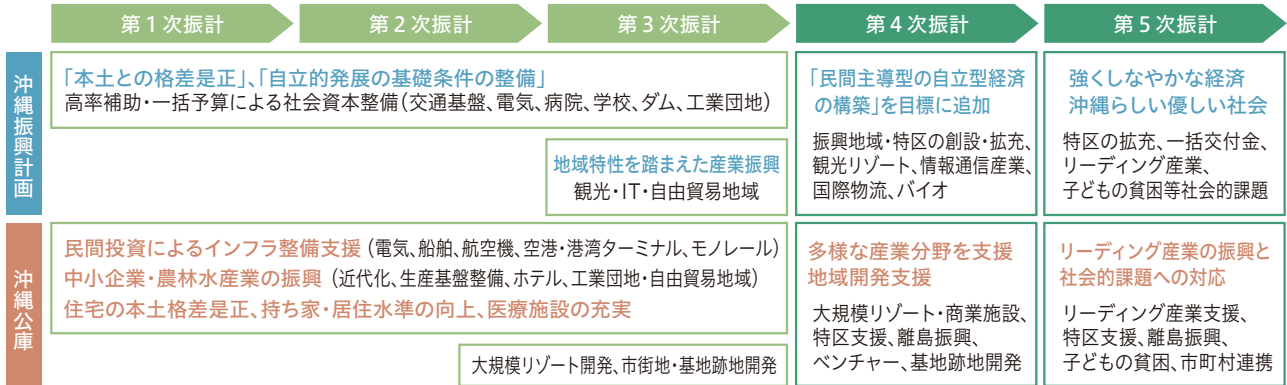 第1次振計
第2次振計
第3次振計
第4次振計
第5次振計
沖縄振興計画
「本土との格差是正」、「自立的発展の基礎条件の整備」
高率補助・一括予算による社会資本整備(交通基盤、電気、病院、学校、ダム、工業団地)
地域特性を踏まえた産業振興
観光・IT・自由貿易地域
「民間主導型の自立型経済
の構築」を目標に追加
振興地域・特区の創設・拡充、
観光リゾート、情報通信産業、
国際物流、バイオ
強くしなやかな経済
沖縄らしい優しい社会
特区の拡充、一括交付金、
リーディング産業、
子どもの貧困等社会的課題
沖縄公庫
民間投資によるインフラ整備支援(電気、船舶、航空機、空港・港湾ターミナル、モノレール)
中小企業・農林水産業の振興(近代化、生産基盤整備、ホテル、工業団地・自由貿易地域)
住宅の本土格差是正、持ち家・居住水準の向上、医療施設の充実
大規模リゾート開発、市街地・基地跡地開発
多様な産業分野を支援
地域開発支援
大規模リゾート・商業施設、
特区支援、離島振興、
ベンチャー、基地跡地開発
リーディング産業の振興と
社会的課題への対応
リーディング産業支援、
特区支援、離島振興、
子どもの貧困、市町村連携